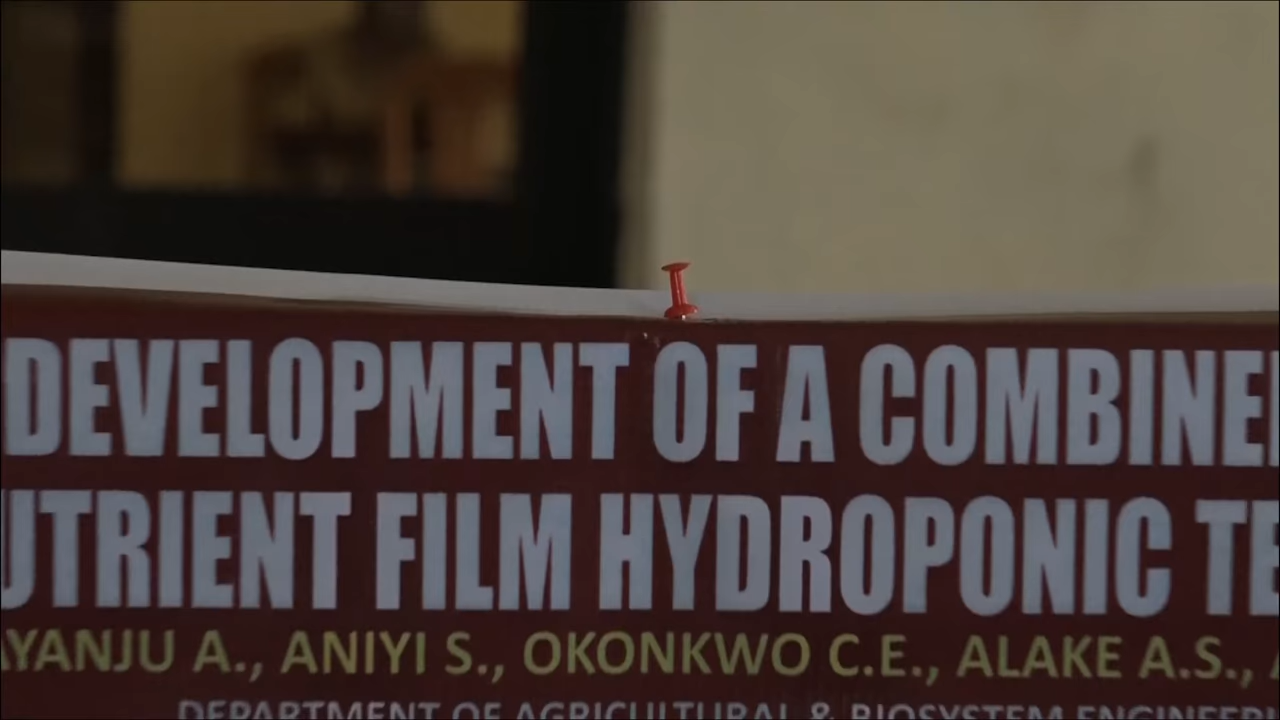 DEVELOPMENT OF A COMBINE
UTRIENT FILM HYDROPONIC TE
YANJU A., ANIYI S., OKONKWO C.E., ALAKE A.S.,
DEPARTMENT OF AGRICULTURAL & BIOSYSTEM ENGINEERI